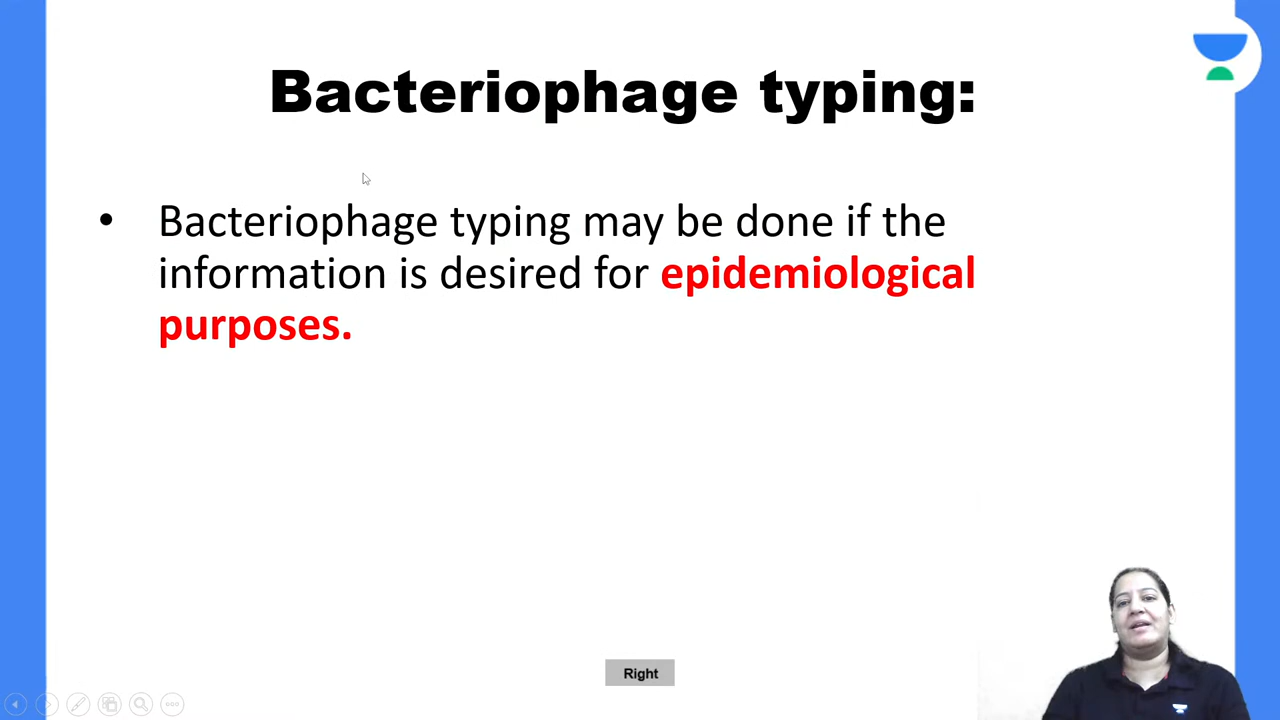 Bacteriophage typing:
• Bacteriophage typing may be done if the
information is desired for epidemiological
purposes.
Right